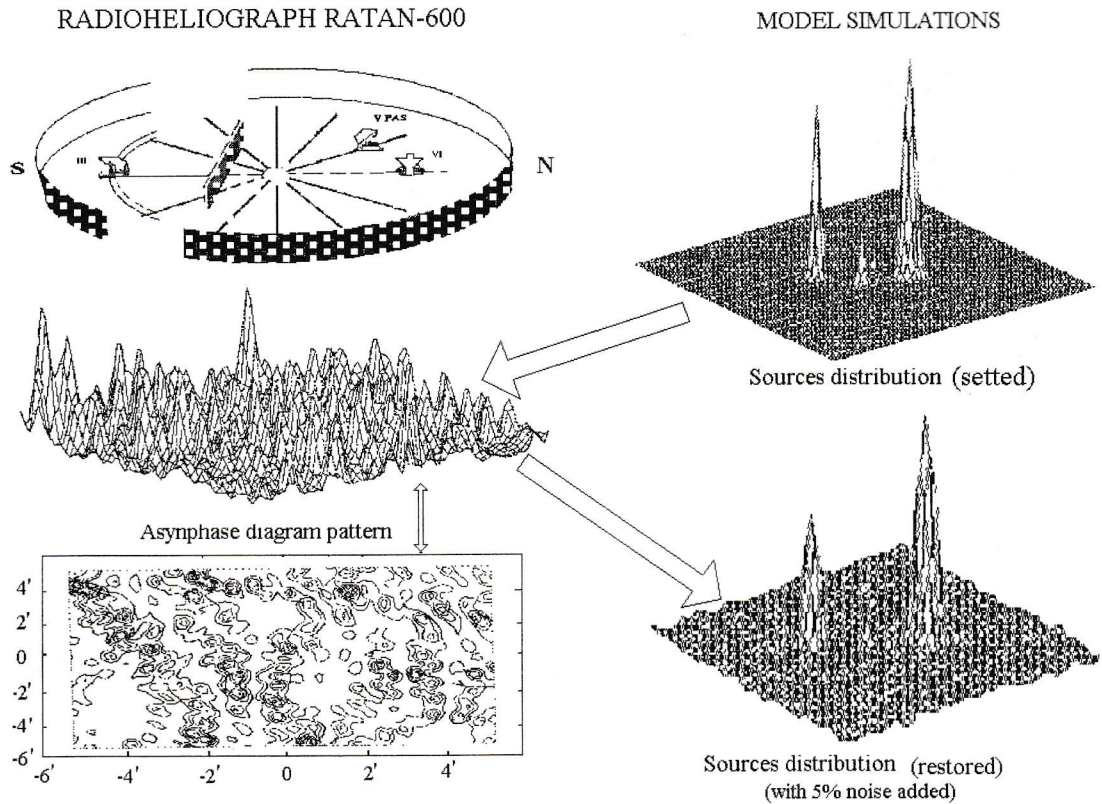 RADIOHELIOGRAPH RATAN-600
MODEL SIMULATIONS
S
III
V PAS
VI
N
Sources distribution (setted)
Asynphase diagram pattern
4'
2'
0
-2'
-4'
-6'
-6'
-2'
0
2'
4'
Sources distribution (restored)
(with 5% noise added)